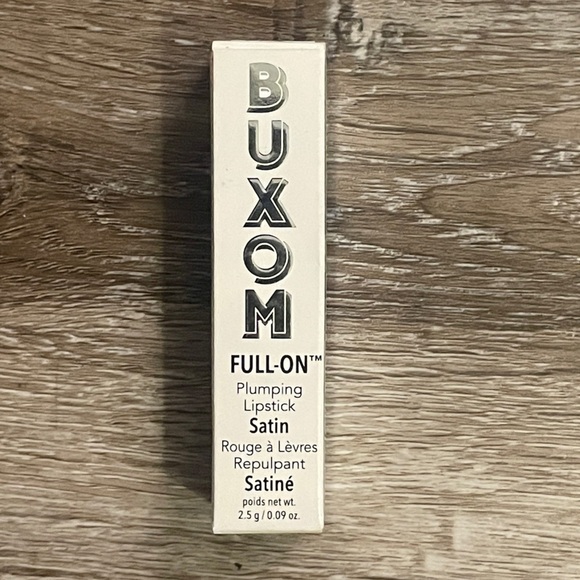 BUXOM
FULL-ON™
Plumping
Lipstick
Satin
Rouge à Lèvres
Repulpant
Satiné
poids net wt.
2.5 g / 0.09 oz.